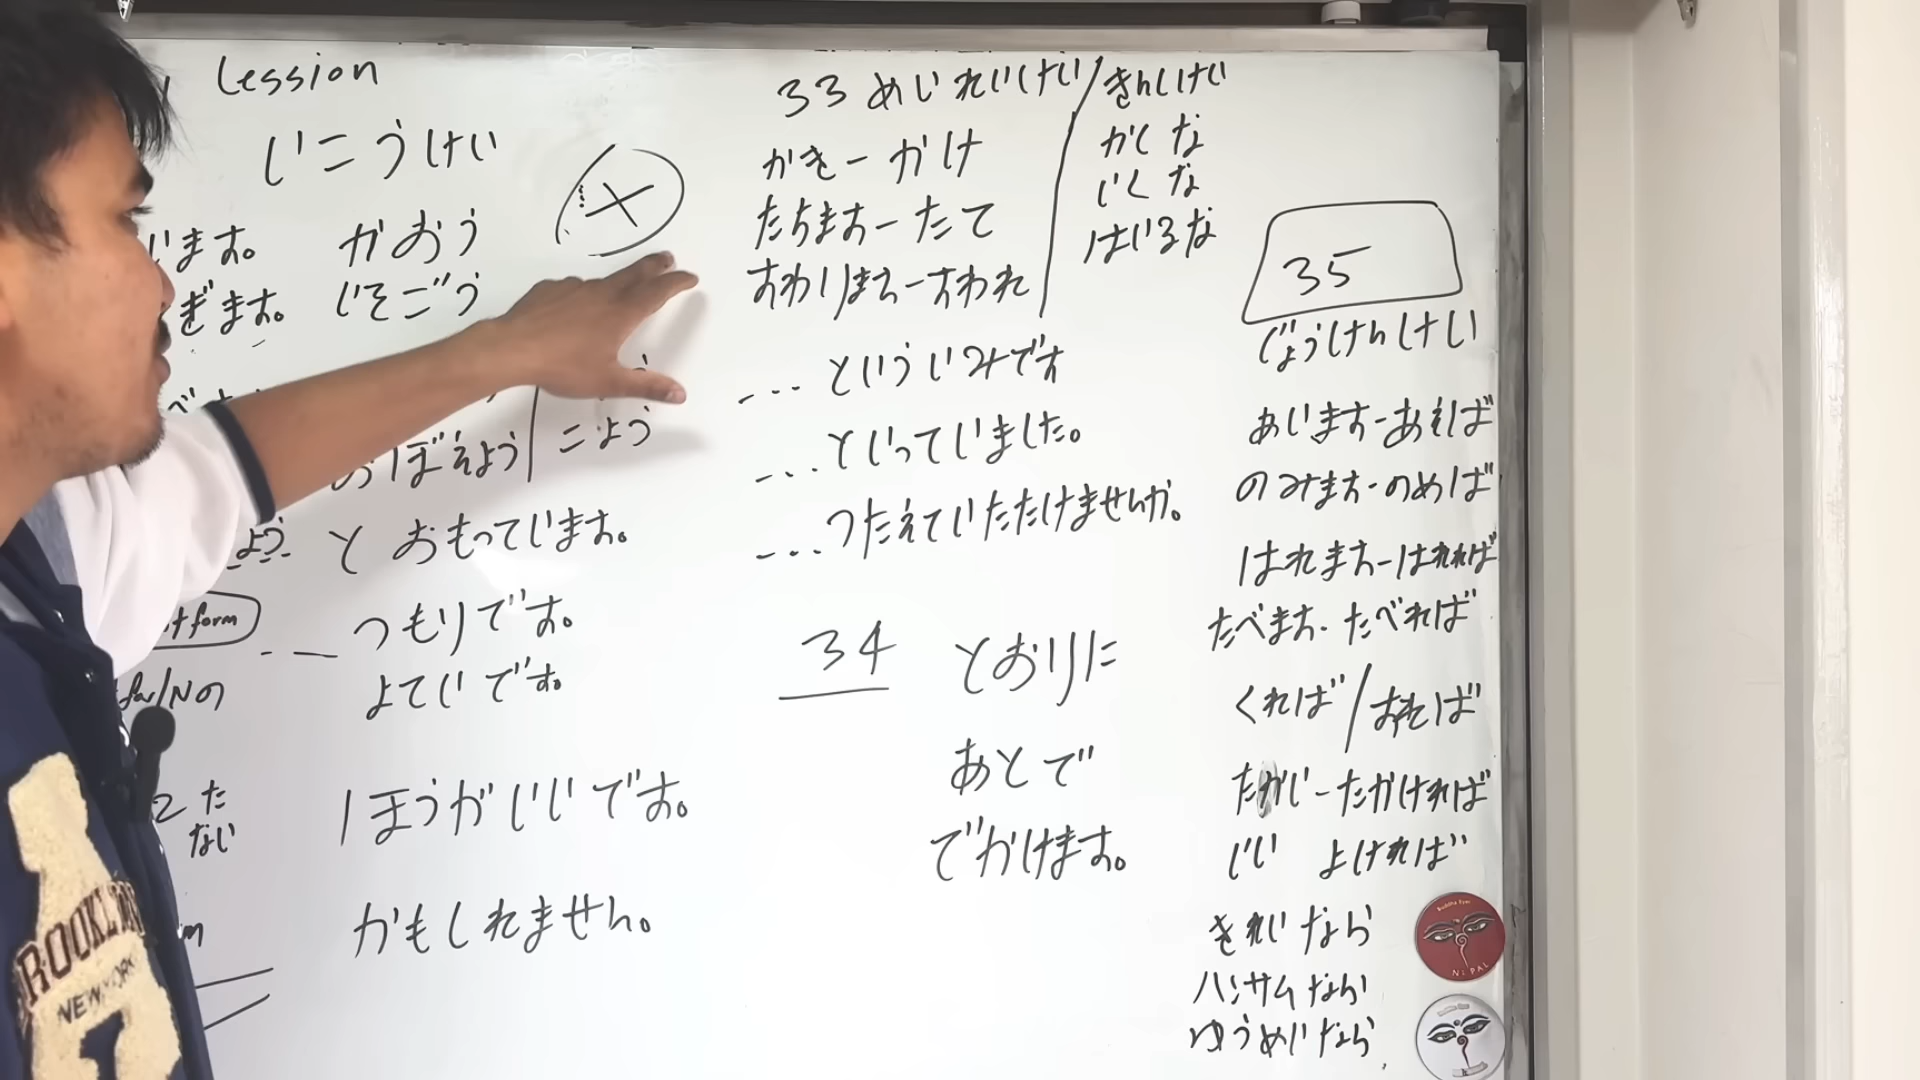 Lession
いこうけい
います。 かおう
ぎます。 いそごう
おぼえよう / こよう
よう と おもっています。
form つもりです。
Nの よていです。
た
ない ほうがいいです。
かもしれません。
33 めいれいけい / きんしけい
かき - かけ かくな
たちます - たて いくな
すわります - すわれ はいるな
... といういみです
... といっていました。
... つたえていただけませんか。
34 とおりに
あとで
でかけます。
35
じょうけんけい
あいます - あえば
のみます - のめば
はれます - はれれば
たべます - たべれば
くれば / すれば
たかい - たかければ
いい よければ
きれいなら
ハンサムなら
ゆうめいなら
NEPAL
BROOKLYN
NEW YORK